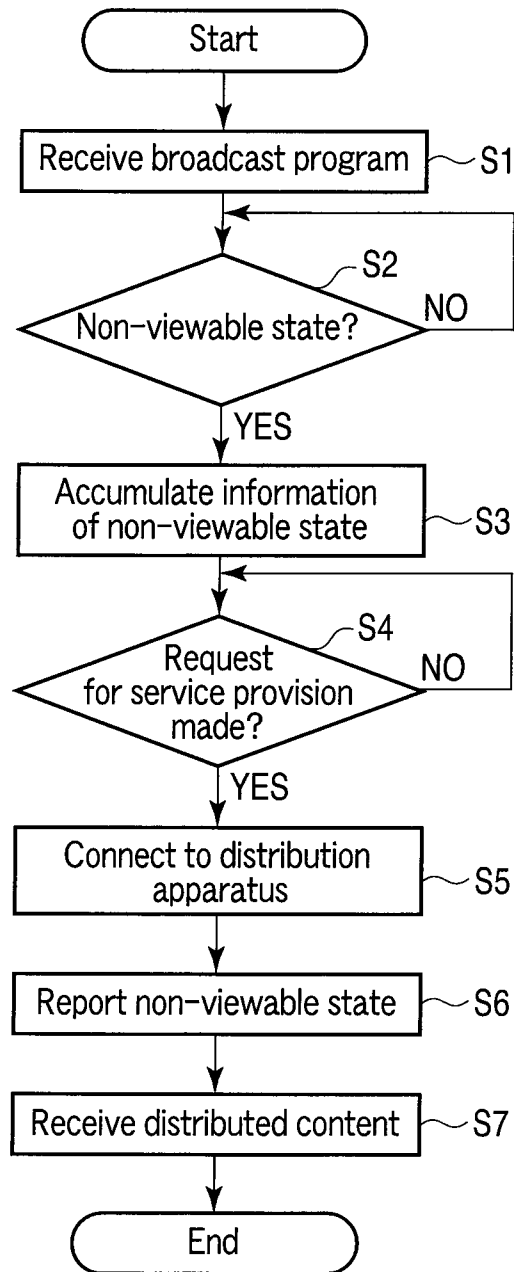 Start
Receive broadcast program
S1
S2
Non-viewable state?
NO
YES
Accumulate information
of non-viewable state
S3
S4
Request
for service provision
made?
NO
YES
Connect to distribution
apparatus
S5
Report non-viewable state
S6
Receive distributed content
S7
End